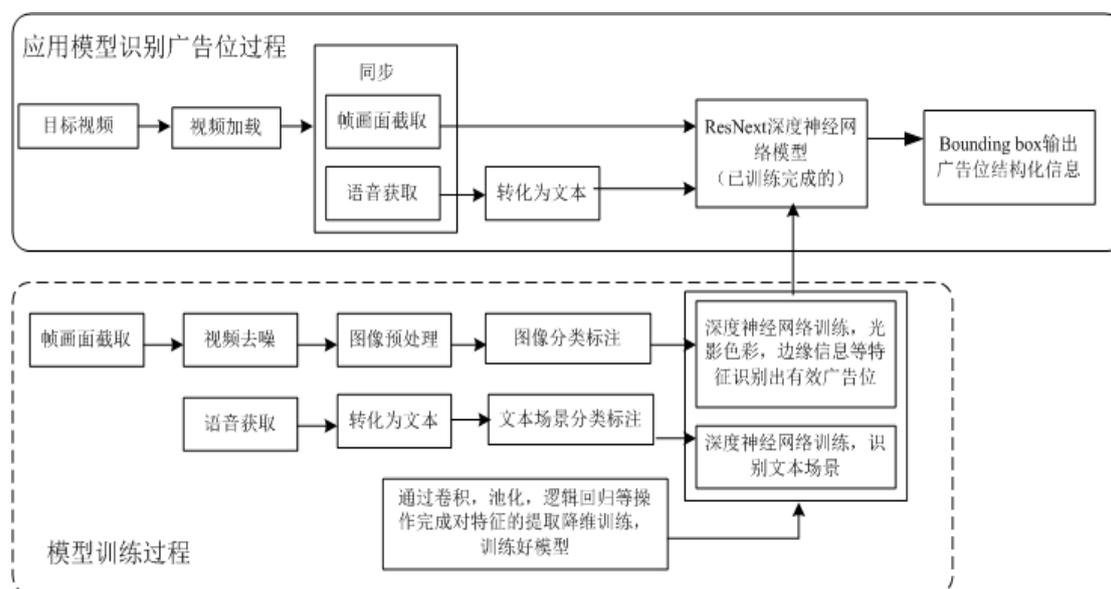 应用模型识别广告位过程
同步
目标视频
视频加载
帧画面截取
语音获取
转化为文本
ResNext深度神经网
络模型
（已训练完成的）
Bounding box输出
广告位结构化信息
帧画面截取
视频去噪
图像预处理
图像分类标注
深度神经网络训练，光
影色彩，边缘信息等特
征识别出有效广告位
语音获取
转化为文本
文本场景分类标注
深度神经网络训练，识
别文本场景
通过卷积，池化，逻辑回归等操
作完成对特征的提取降维训练，
训练好模型
模型训练过程